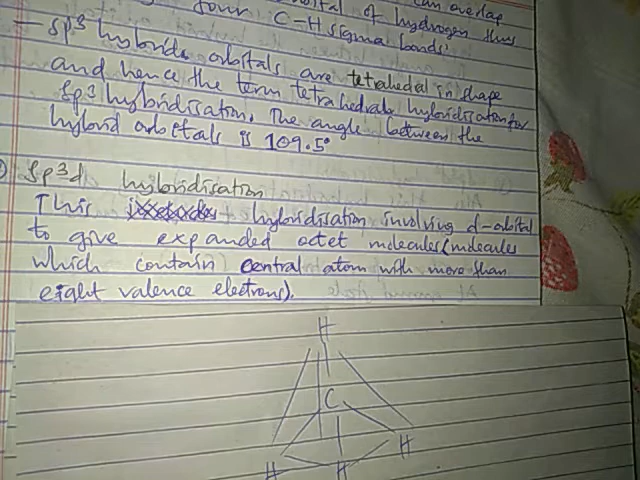 can overlap
four orbital of hydrogen thus
C-H sigma bonds.
- Sp3 hybride orbitals are tetrahedal in shape
and hence the term tetrahedral hybridisation for
Sp3 hybridisation. The angle between the
hybrid orbitals is 109.5°
Sp3d hybridisation
This hybridisation involving d-orbital
to give expanded octet molecules (molecules
which contain central atom with more than
eight valence electrons).
H
C
H
H H